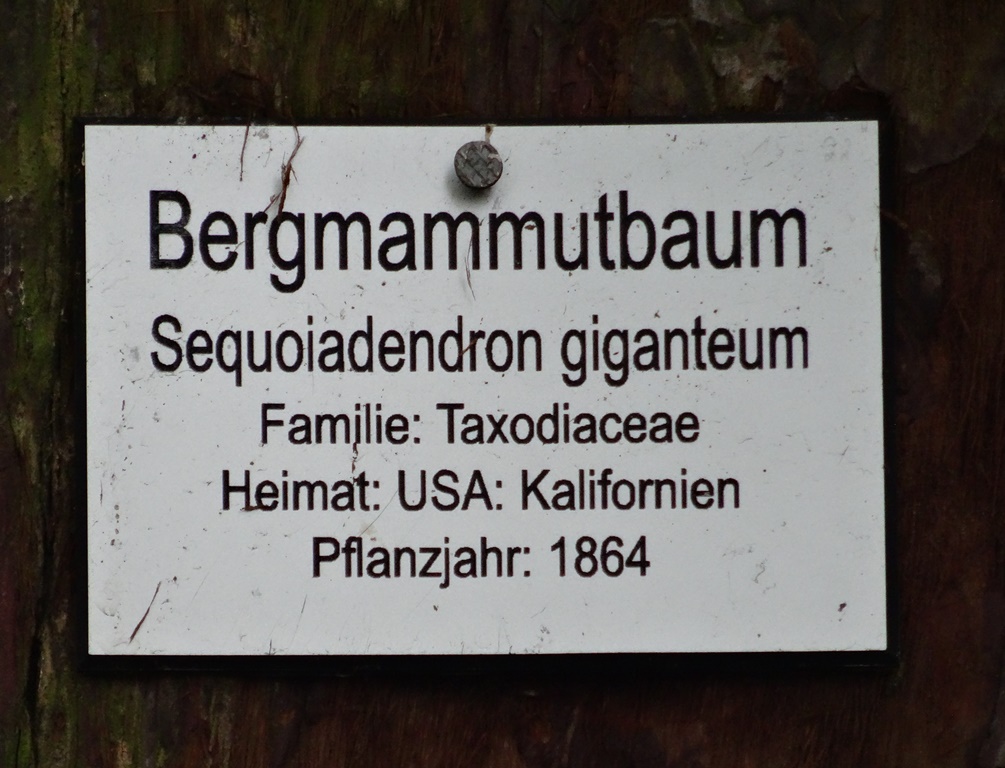 Bergmammutbaum
Sequoiadendron giganteum
Familie: Taxodiaceae
Heimat: USA: Kalifornien
Pflanzjahr: 1864